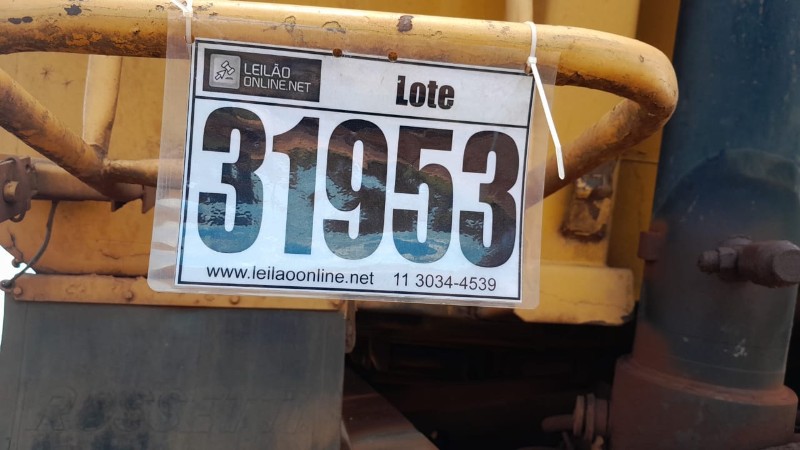 LEILÃO
ONLINE.NET
Lote
31953
www.leilaoonline.net 11 3034-4539